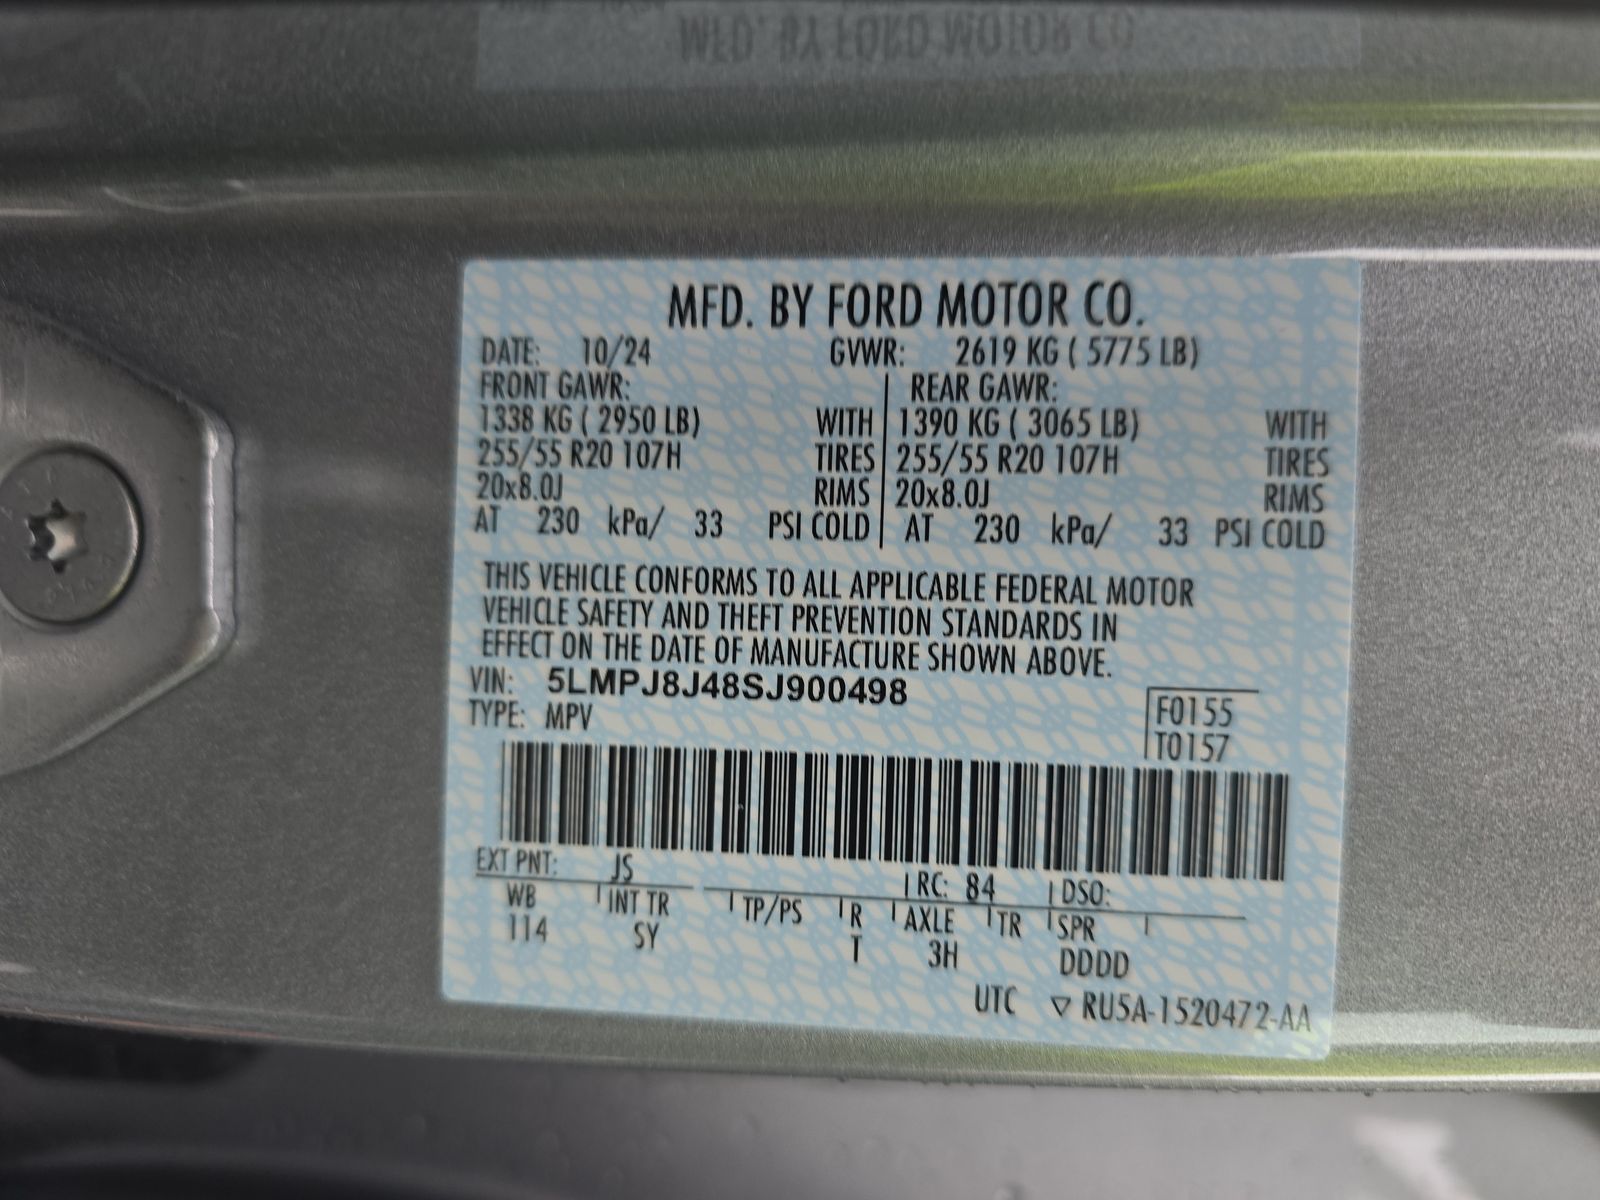 MFD. BY FORD MOTOR CO.
MFD. BY FORD MOTOR CO.
DATE: 10/24 GVWR: 2619 KG ( 5775 LB)
FRONT GAWR: REAR GAWR:
1338 KG ( 2950 LB) WITH 1390 KG ( 3065 LB) WITH
255/55 R20 107H TIRES 255/55 R20 107H TIRES
20x8.0J RIMS 20x8.0J RIMS
AT 230 kPa/ 33 PSI COLD AT 230 kPa/ 33 PSI COLD
THIS VEHICLE CONFORMS TO ALL APPLICABLE FEDERAL MOTOR
VEHICLE SAFETY AND THEFT PREVENTION STANDARDS IN
EFFECT ON THE DATE OF MANUFACTURE SHOWN ABOVE.
VIN: 5LMPJ8J48SJ900498
TYPE: MPV
F0155
T0157
EXT PNT: JS RC: 84 DSO:
WB INT TR TP/PS R AXLE TR SPR
114 SY T 3H DDDD
UTC ▽ RU5A-1520472-AA